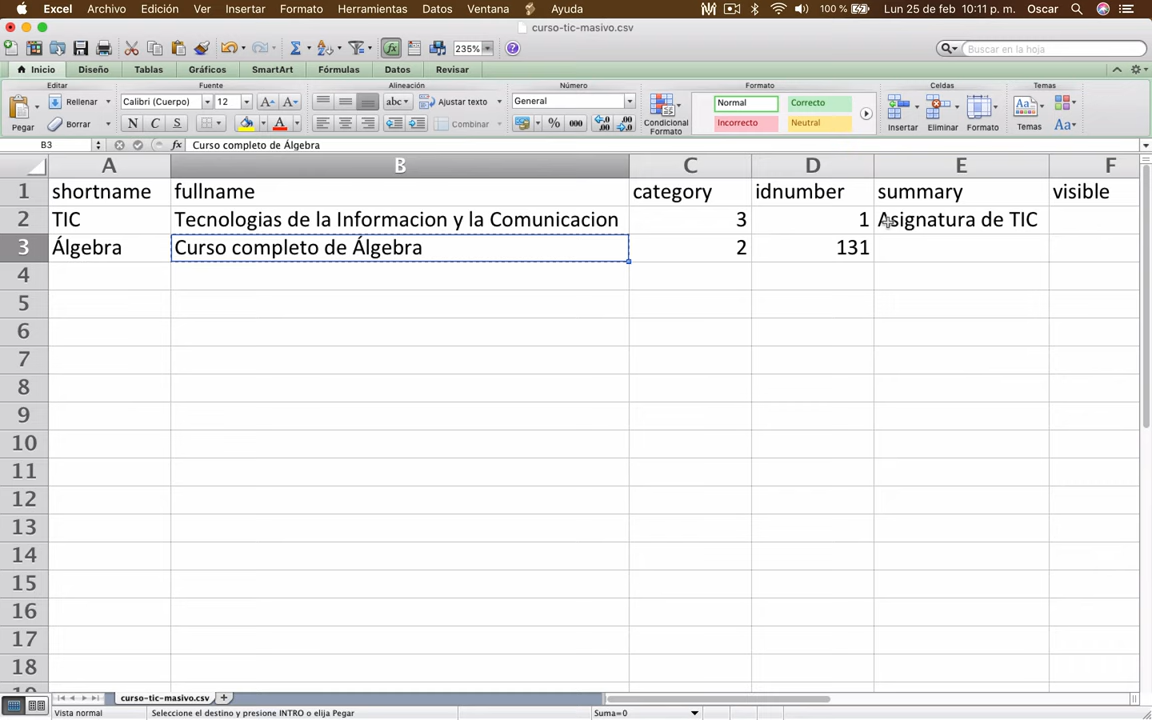 Excel Archivo Edición Ver Insertar Formato Herramientas Datos Ventana Ayuda 100 % Lun 25 de feb 10:11 p. m. Oscar
curso-tic-masivo.csv
235% Buscar en la hoja
Inicio Diseño Tablas Gráficos SmartArt Fórmulas Datos Revisar
Editar Fuente Alineación Número Formato Celdas Temas
Rellenar Calibri (Cuerpo) 12 A A abc Ajustar texto General Normal Correcto
Pegar Borrar N C S A Combinar % 000 Condicional Formato Incorrecto Neutral Insertar Eliminar Formato Temas Aa
B3 fx Curso completo de Álgebra
A B C D E F
1 shortname fullname category idnumber summary visible
2 TIC Tecnologias de la Informacion y la Comunicacion 3 1 Asignatura de TIC
3 Álgebra Curso completo de Álgebra 2 131
4
5
6
7
8
9
10
11
12
13
14
15
16
17
18
curso-tic-masivo.csv
Vista normal Seleccione el destino y presione INTRO o elija Pegar Suma=0